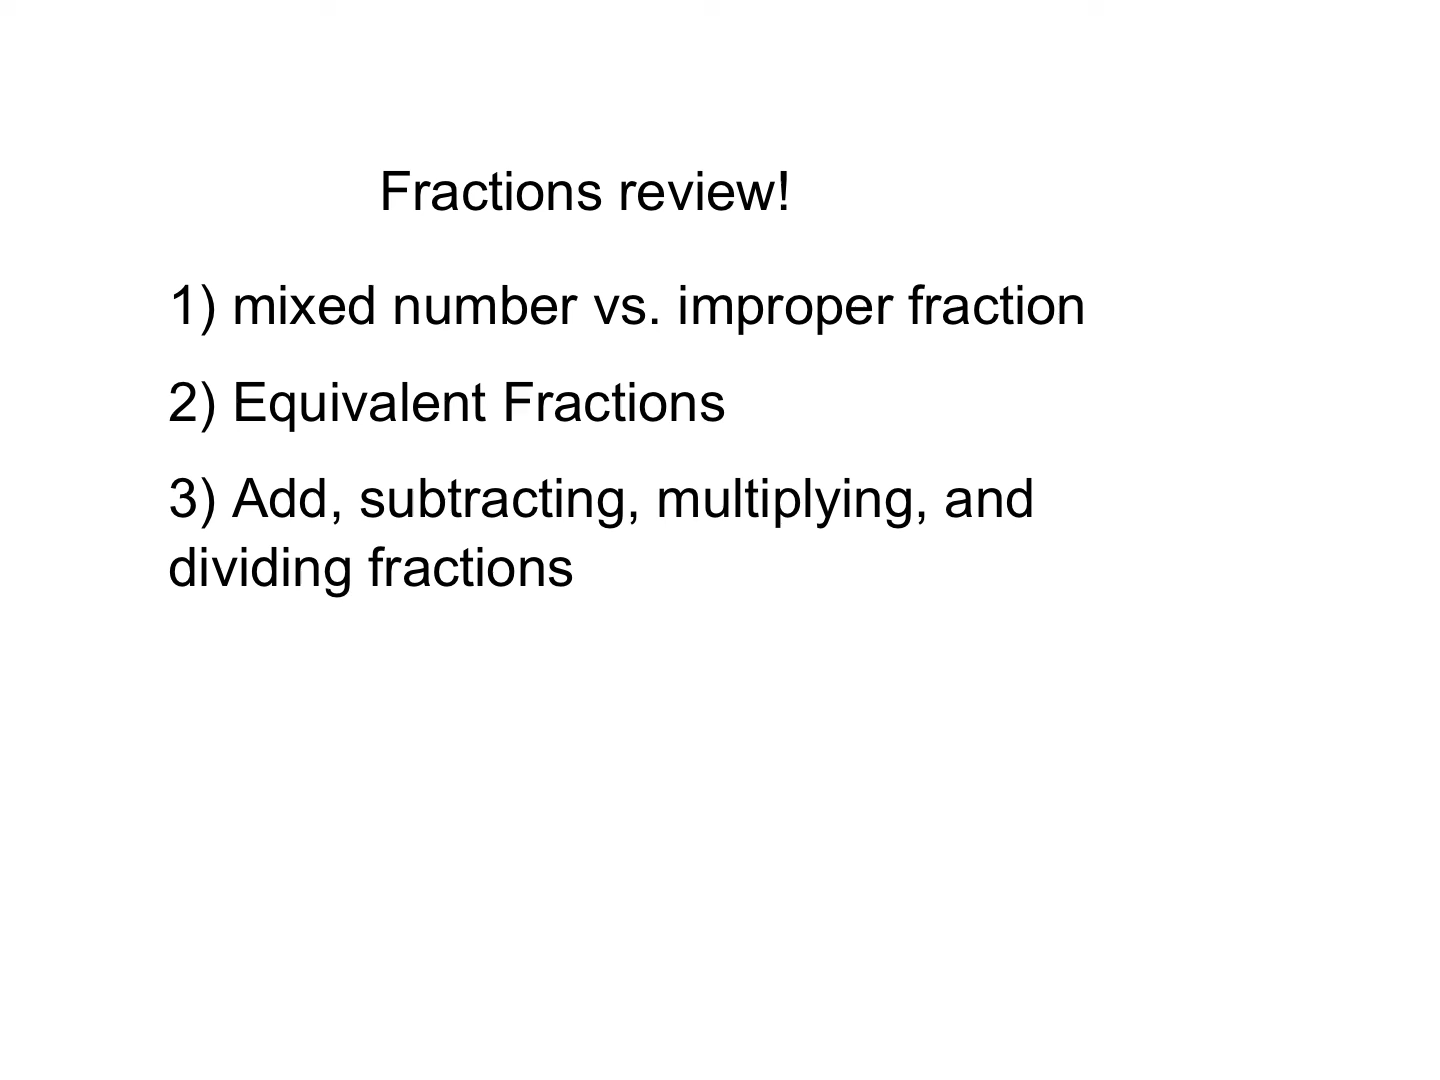 Fractions review!
1) mixed number vs. improper fraction
2) Equivalent Fractions
3) Add, subtracting, multiplying, and
dividing fractions